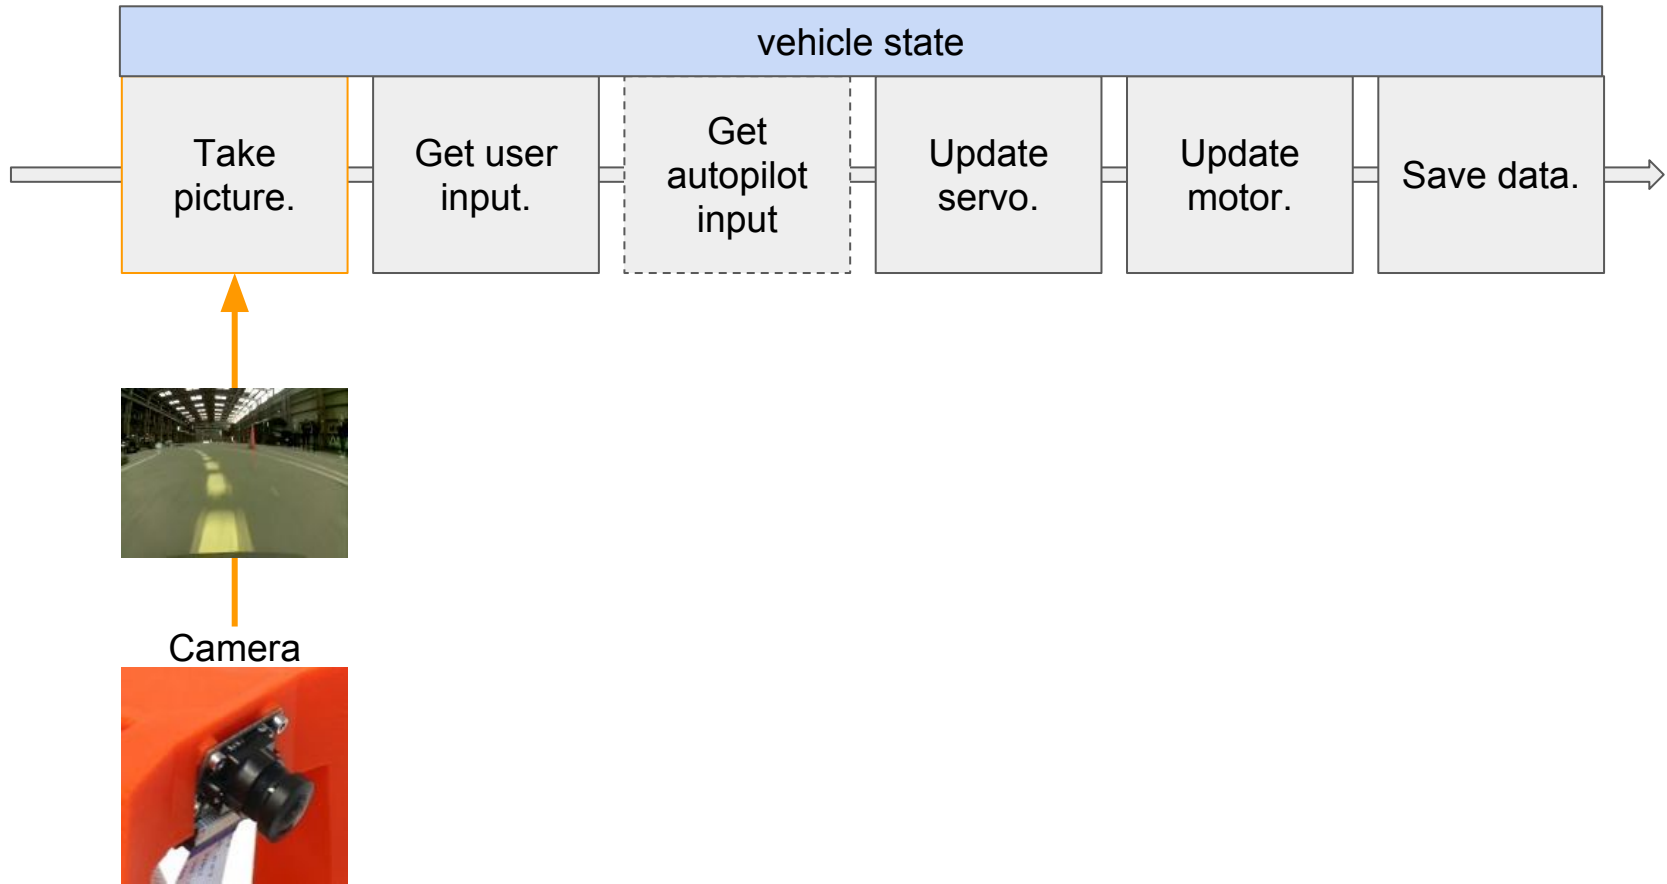 vehicle state
Take
picture.
Get user
input.
Get
autopilot
input
Update
servo.
Update
motor.
Save data.
Camera